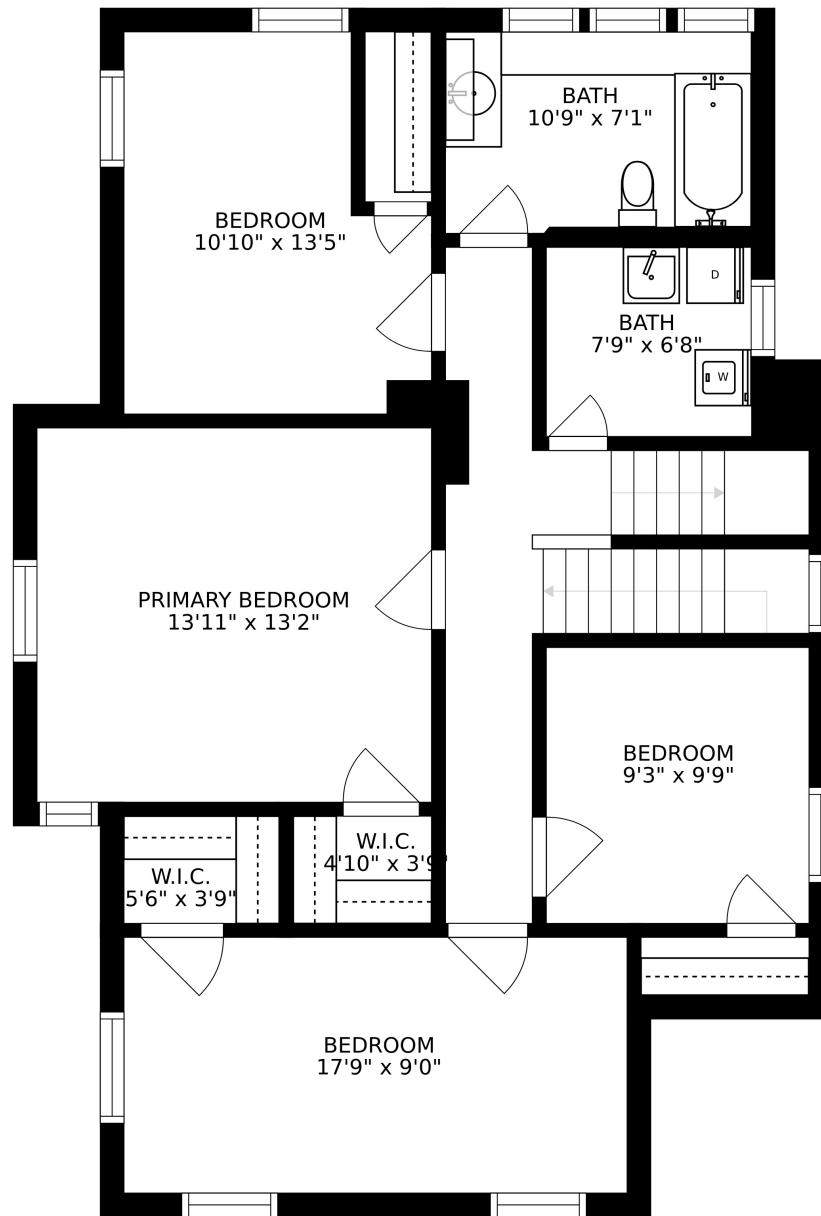 BATH
10'9" x 7'1"
BEDROOM
10'10" x 13'5"
D
BATH
7'9" x 6'8"
W
PRIMARY BEDROOM
13'11" x 13'2"
BEDROOM
9'3" x 9'9"
W.I.C.
4'10" x 3'9"
W.I.C.
5'6" x 3'9"
BEDROOM
17'9" x 9'0"